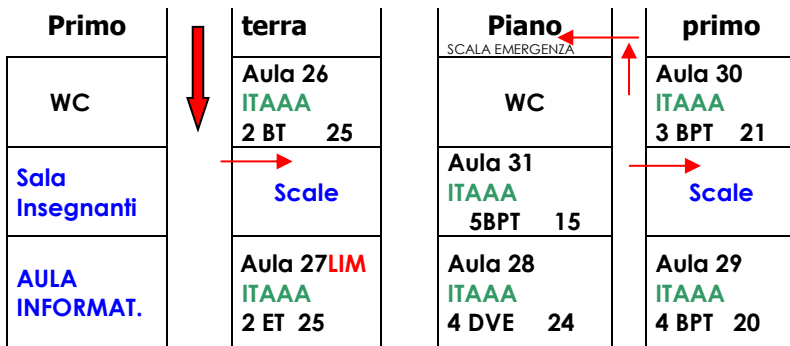 Primo
terra
Piano
primo
SCALA EMERGENZA
WC
Aula 26
ITAAA
2 BT 25
WC
Aula 30
ITAAA
3 BPT 21
Sala
Insegnanti
Scale
Aula 31
ITAAA
5BPT 15
Scale
AULA
INFORMAT.
Aula 27LIM
ITAAA
2 ET 25
Aula 28
ITAAA
4 DVE 24
Aula 29
ITAAA
4 BPT 20